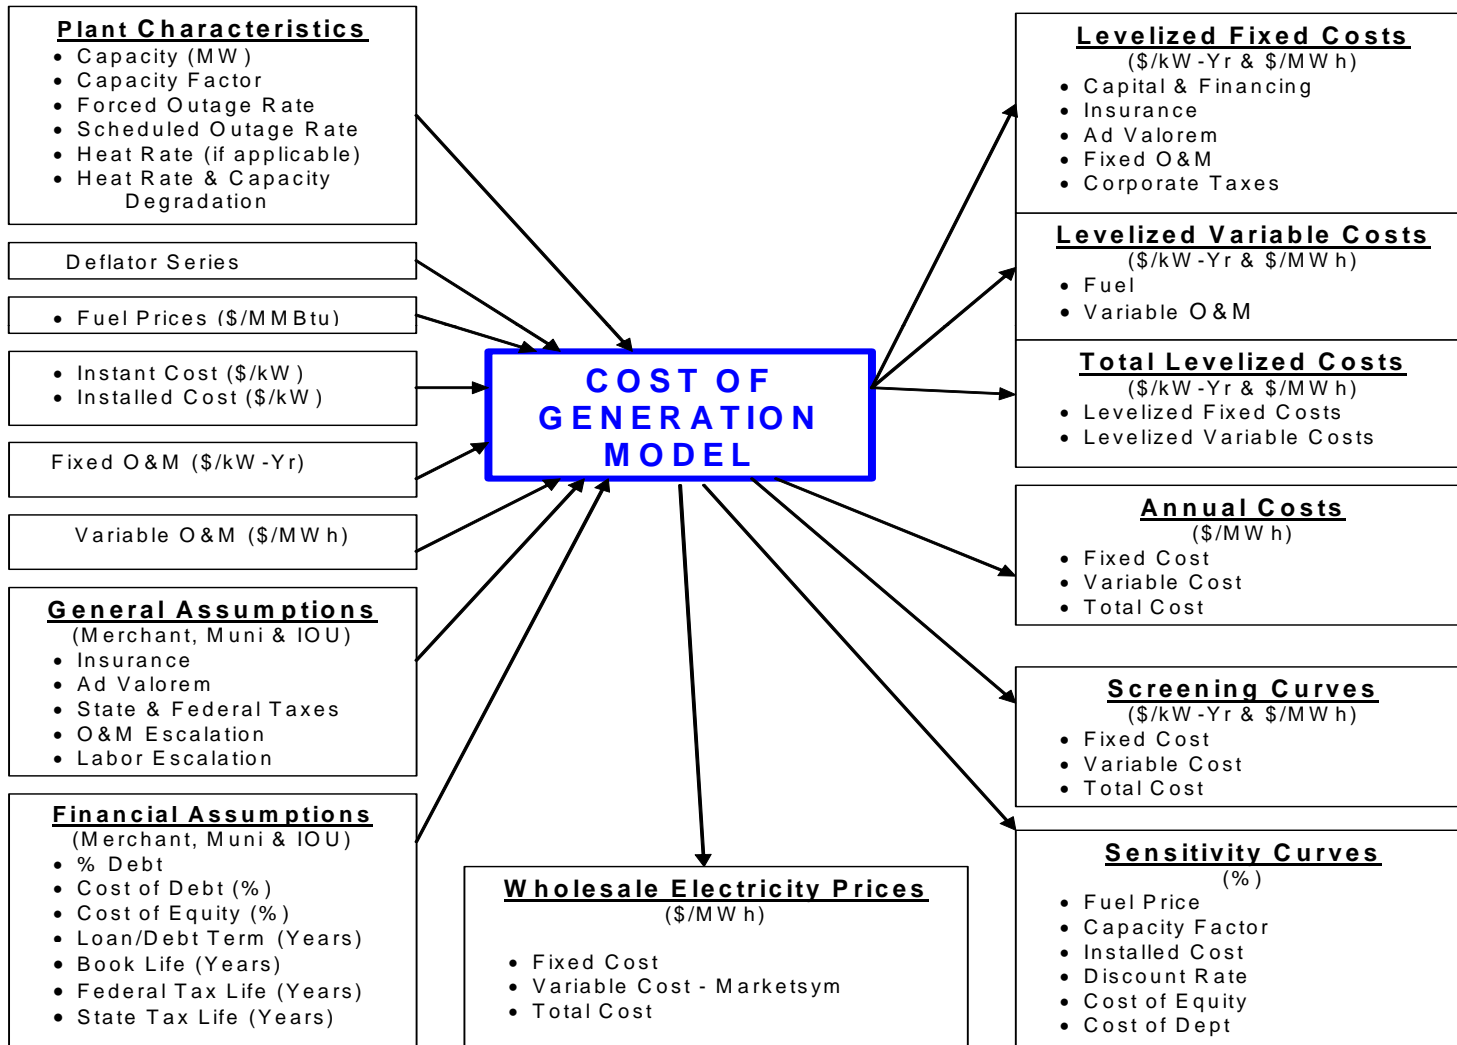 Plant Characteristics
• Capacity (MW)
• Capacity Factor
• Forced Outage Rate
• Scheduled Outage Rate
• Heat Rate (if applicable)
• Heat Rate & Capacity
Degradation
Deflator Series
• Fuel Prices ($/MMBtu)
• Instant Cost ($/kW)
• Installed Cost ($/kW)
Fixed O&M ($/kW-Yr)
Variable O&M ($/MWh)
General Assumptions
(Merchant, Muni & IOU)
• Insurance
• Ad Valorem
• State & Federal Taxes
• O&M Escalation
• Labor Escalation
Financial Assumptions
(Merchant, Muni & IOU)
• % Debt
• Cost of Debt (%)
• Cost of Equity (%)
• Loan/Debt Term (Years)
• Book Life (Years)
• Federal Tax Life (Years)
• State Tax Life (Years)
COST OF
GENERATION
MODEL
Wholesale Electricity Prices
($/MWh)
• Fixed Cost
• Variable Cost - Marketsym
• Total Cost
Levelized Fixed Costs
($/kW-Yr & $/MWh)
• Capital & Financing
• Insurance
• Ad Valorem
• Fixed O&M
• Corporate Taxes
Levelized Variable Costs
($/kW-Yr & $/MWh)
• Fuel
• Variable O&M
Total Levelized Costs
($/kW-Yr & $/MWh)
• Levelized Fixed Costs
• Levelized Variable Costs
Annual Costs
($/MWh)
• Fixed Cost
• Variable Cost
• Total Cost
Screening Curves
($/kW-Yr & $/MWh)
• Fixed Cost
• Variable Cost
• Total Cost
Sensitivity Curves
(%)
• Fuel Price
• Capacity Factor
• Installed Cost
• Discount Rate
• Cost of Equity
• Cost of Dept